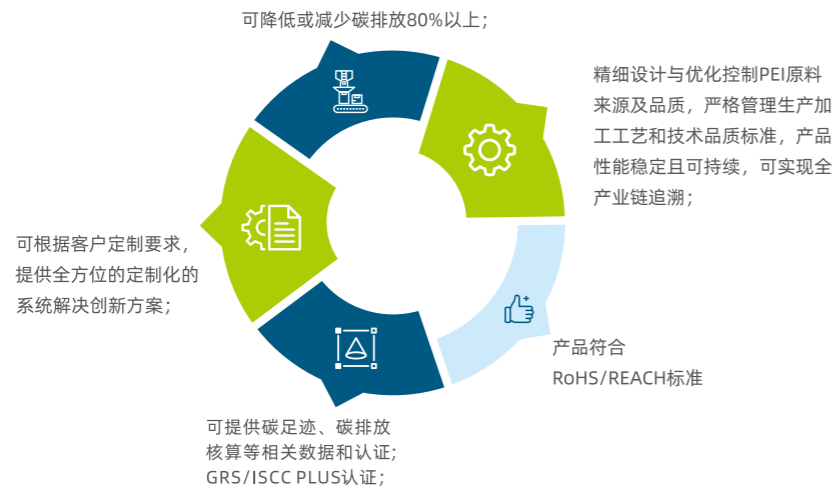 可降低或减少碳排放80%以上；
精细设计与优化控制PEI原料
来源及品质，严格管理生产加
工工艺和技术品质标准，产品
性能稳定且可持续，可实现全
产业链追溯；
可根据客户定制要求，
提供全方位的定制化的
系统解决创新方案；
产品符合
RoHS/REACH标准
可提供碳足迹、碳排放
核算等相关数据和认证;
GRS/ISCC PLUS认证；